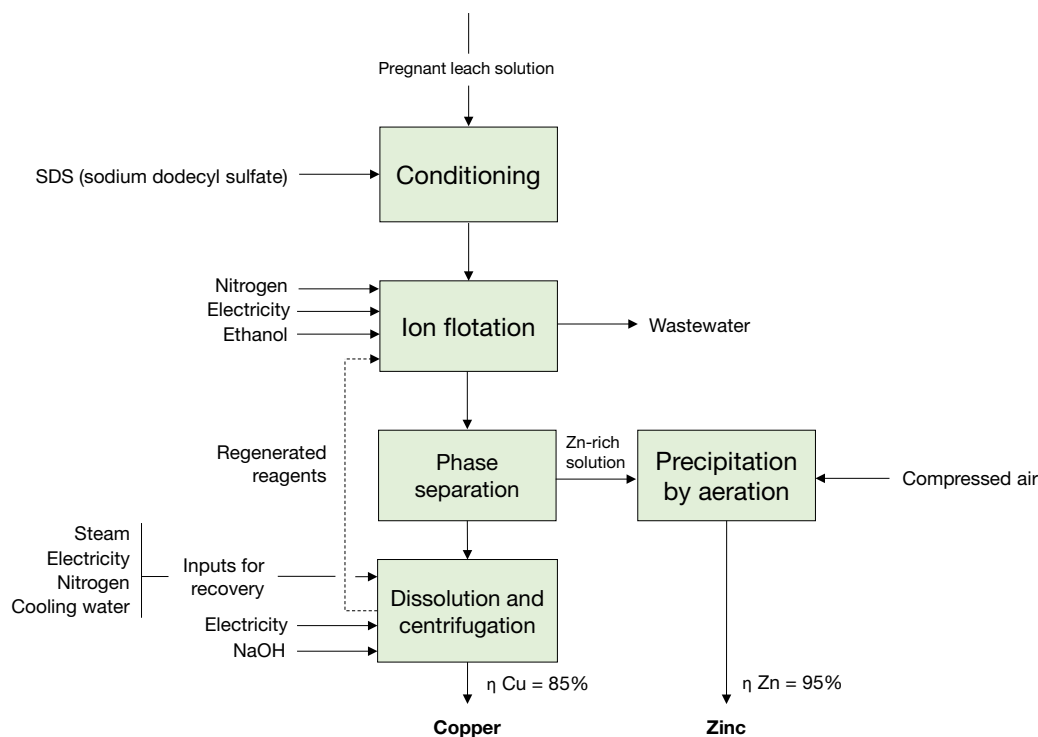 Pregnant leach solution
SDS (sodium dodecyl sulfate)
Conditioning
Nitrogen
Electricity
Ethanol
Ion flotation
Wastewater
Regenerated
reagents
Phase
separation
Zn-rich
solution
Precipitation
by aeration
Compressed air
Steam
Electricity
Nitrogen
Cooling water
Inputs for
recovery
Dissolution and
centrifugation
Electricity
NaOH
η Cu = 85%
η Zn = 95%
Copper
Zinc